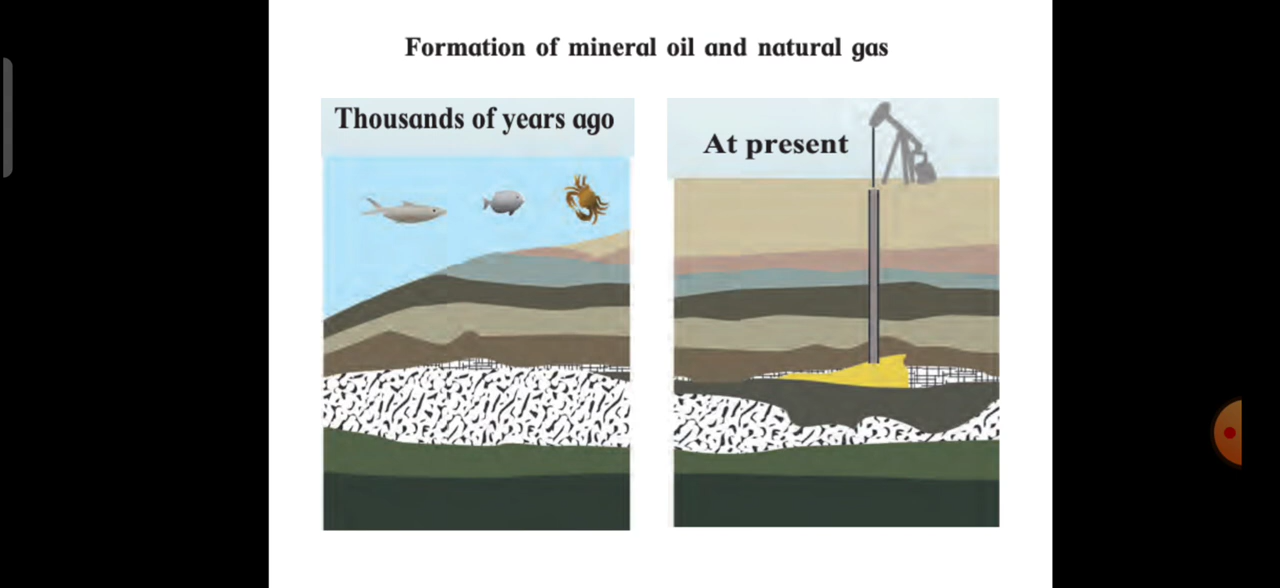 Formation of mineral oil and natural gas
Thousands of years ago
At present